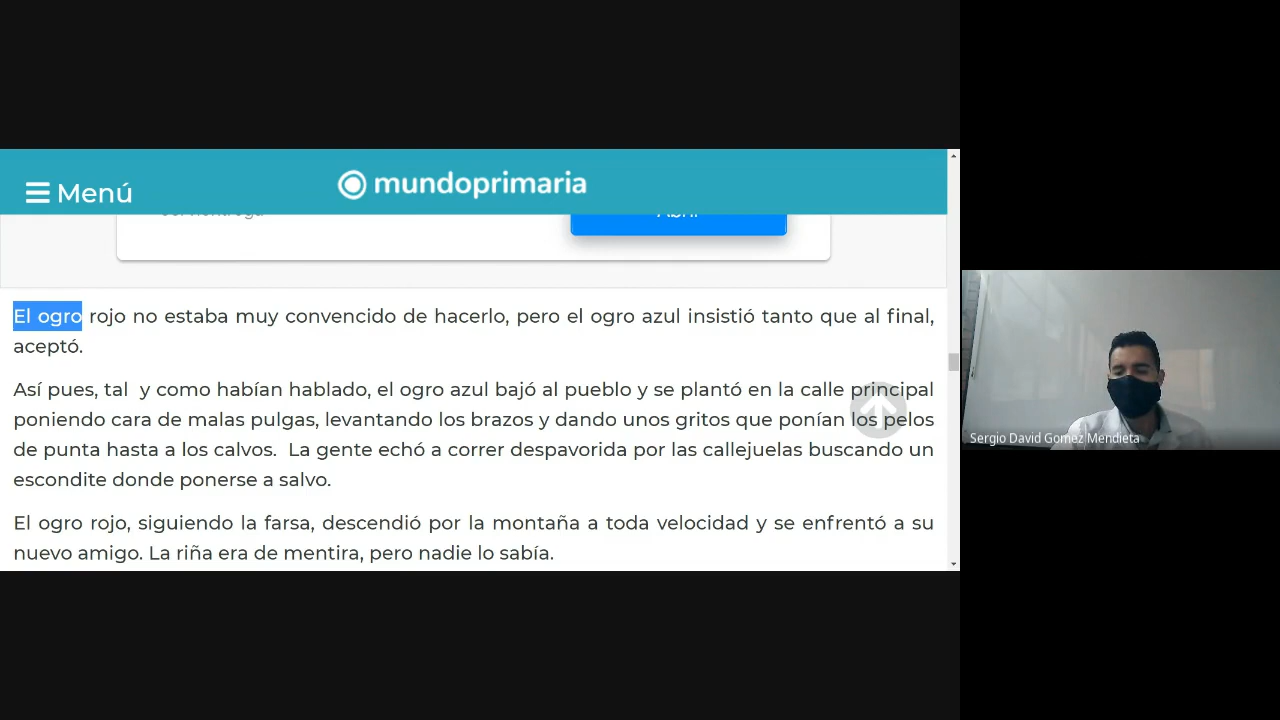 Menú
mundoprimaria
Abrir
El ogro rojo no estaba muy convencido de hacerlo, pero el ogro azul insistió tanto que al final,
aceptó.
Así pues, tal y como habían hablado, el ogro azul bajó al pueblo y se plantó en la calle principal
poniendo cara de malas pulgas, levantando los brazos y dando unos gritos que ponían los pelos
de punta hasta a los calvos. La gente echó a correr despavorida por las callejuelas buscando un
escondite donde ponerse a salvo.
El ogro rojo, siguiendo la farsa, descendió por la montaña a toda velocidad y se enfrentó a su
nuevo amigo. La riña era de mentira, pero nadie lo sabía.
Sergio David Gomez Mendieta